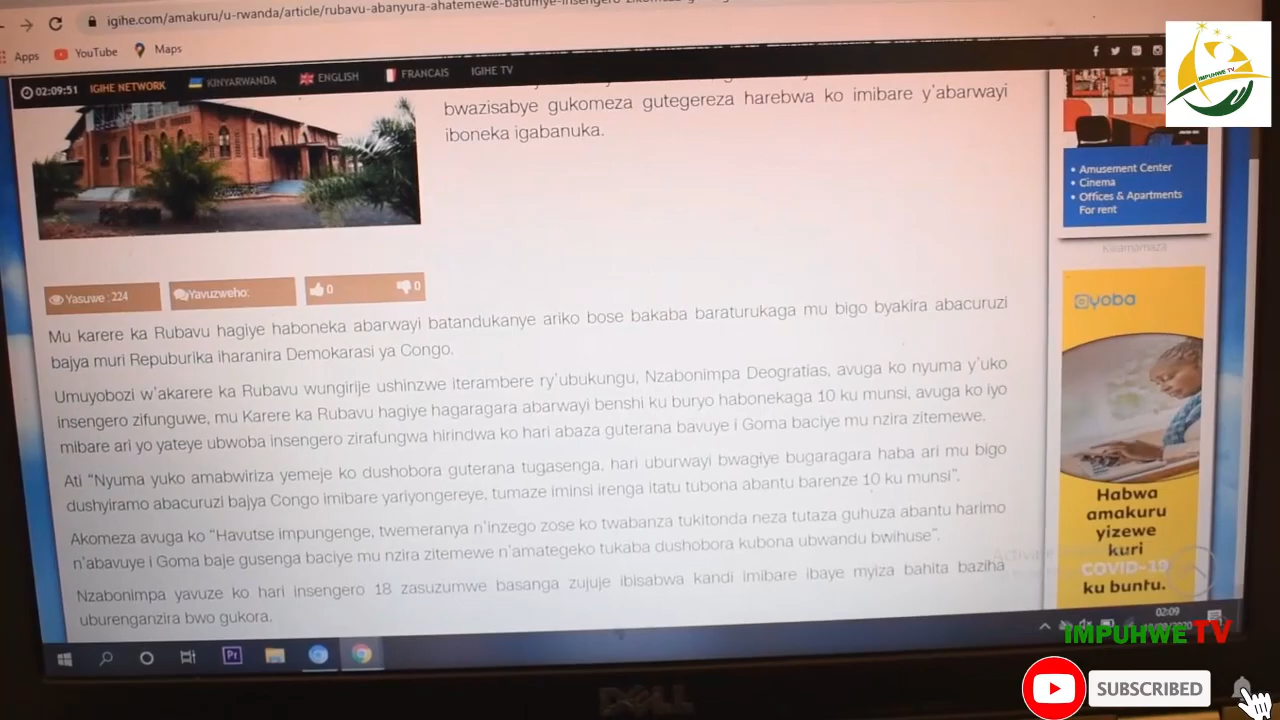 igihe.com/amakuru/u-rwanda/article/rubavu-abanyura-ahatemewe-batumye-insengero-
Apps YouTube Maps
02:09:51 IGIHE NETWORK KINYARWANDA ENGLISH FRANCAIS IGIHE TV
IMPUHWE TV
bwazisabye gukomeza gutegereza harebwa ko imibare y'abarwayi
iboneka igabanuka.
• Amusement Center
• Cinema
• Offices & Apartments
For rent
Kwamamaza
Yasuwe : 224 Yavuzweho: 0 0
Mu karere ka Rubavu hagiye haboneka abarwayi batandukanye ariko bose bakaba baraturukaga mu bigo byakira abacuruzi
bajya muri Repuburika iharanira Demokarasi ya Congo.
Umuyobozi w'akarere ka Rubavu wungirije ushinzwe iterambere ry'ubukungu, Nzabonimpa Deogratias, avuga ko nyuma y'uko
insengero zifunguwe, mu Karere ka Rubavu hagiye hagaragara abarwayi benshi ku buryo habonekaga 10 ku munsi, avuga ko iyo
mibare ari yo yateye ubwoba insengero zirafungwa hirindwa ko hari abaza guterana bavuye i Goma baciye mu nzira zitemewe.
Ati "Nyuma yuko amabwiriza yemeje ko dushobora guterana tugasenga, hari uburwayi bwagiye bugaragara haba ari mu bigo
dushyiramo abacuruzi bajya Congo imibare yariyongereye, tumaze iminsi irenga itatu tubona abantu barenze 10 ku munsi".
Akomeza avuga ko "Havutse impungenge, twemeranya n'inzego zose ko twabanza tukitonda neza tutaza guhuza abantu harimo
n'abavuye i Goma baje gusenga baciye mu nzira zitemewe n'amategeko tukaba dushobora kubona ubwandu bwihuse".
Nzabonimpa yavuze ko hari insengero 18 zasuzumwe basanga zujuje ibisabwa kandi imibare ibaye myiza bahita baziha
uburenganzira bwo gukora.
ayoba
Habwa
amakuru
yizewe
kuri
COVID-19
ku buntu.
02:09
Pr
DELL
IMPUHWE TV
SUBSCRIBED